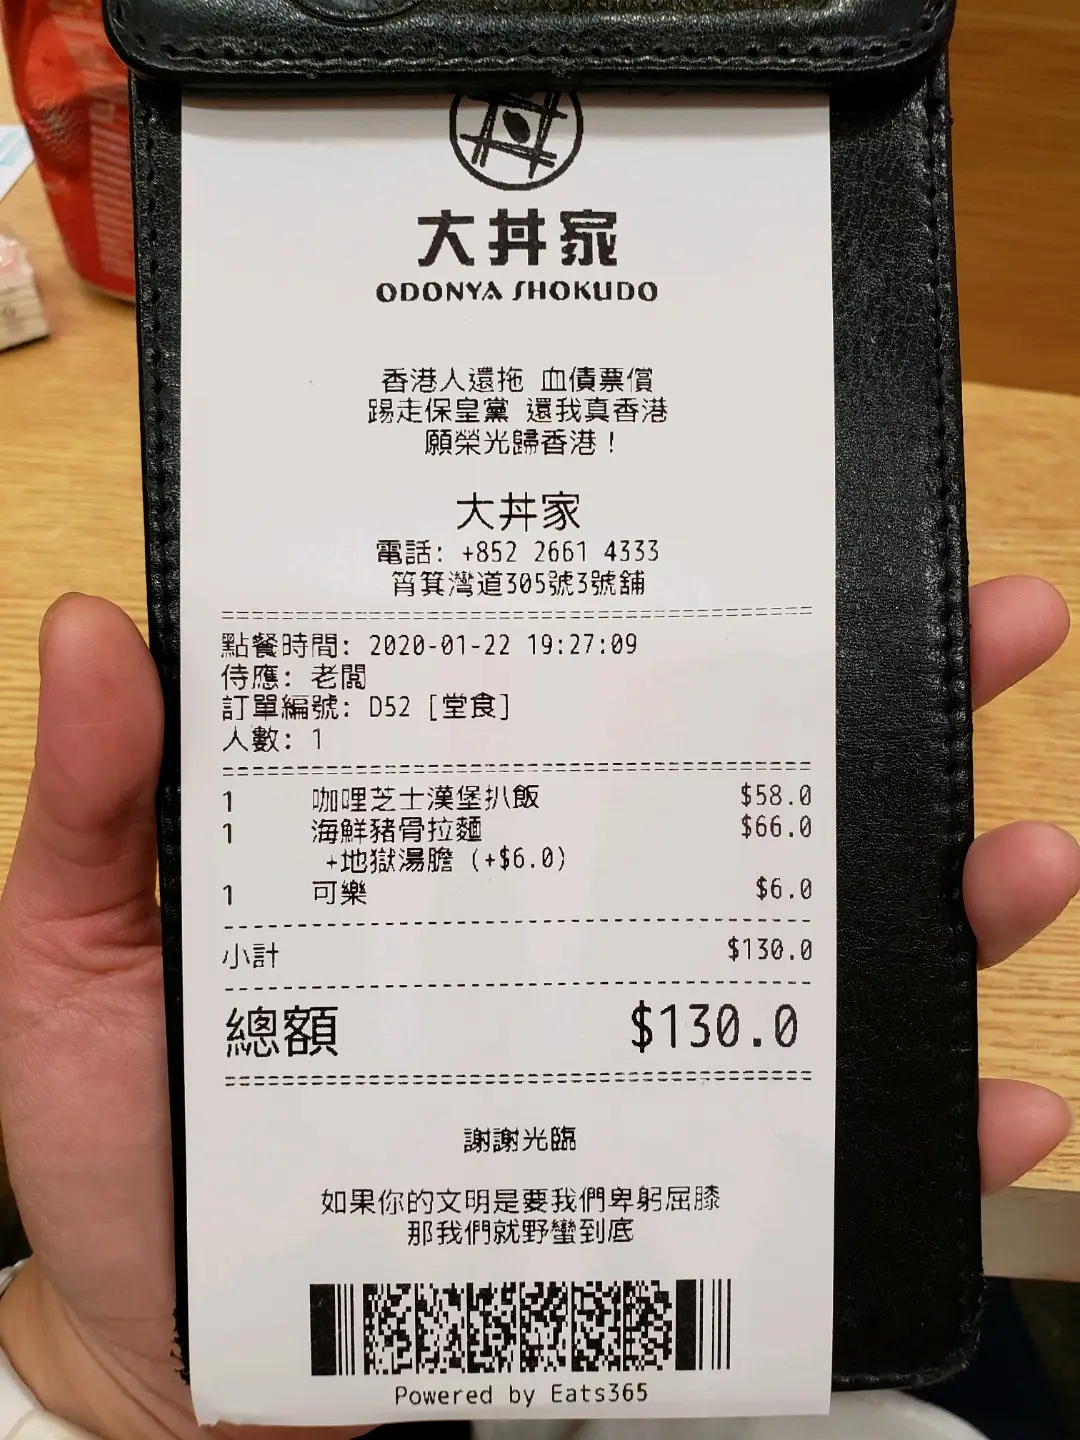 大丼家
ODONYA SHOKUDO
香港人還拖 血債票償
踢走保皇黨 還我真香港
願榮光歸香港！
大丼家
電話: +852 2661 4333
筲箕灣道305號3號舖
點餐時間: 2020-01-22 19:27:09
侍應: 老闆
訂單編號: D52 [堂食]
人數: 1
1 咖哩芝士漢堡扒飯 $58.0
1 海鮮豬骨拉麵 $66.0
+地獄湯膽 (+$6.0)
1 可樂 $6.0
小計 $130.0
總額 $130.0
謝謝光臨
如果你的文明是要我們卑躬屈膝
那我們就野蠻到底
Powered by Eats365